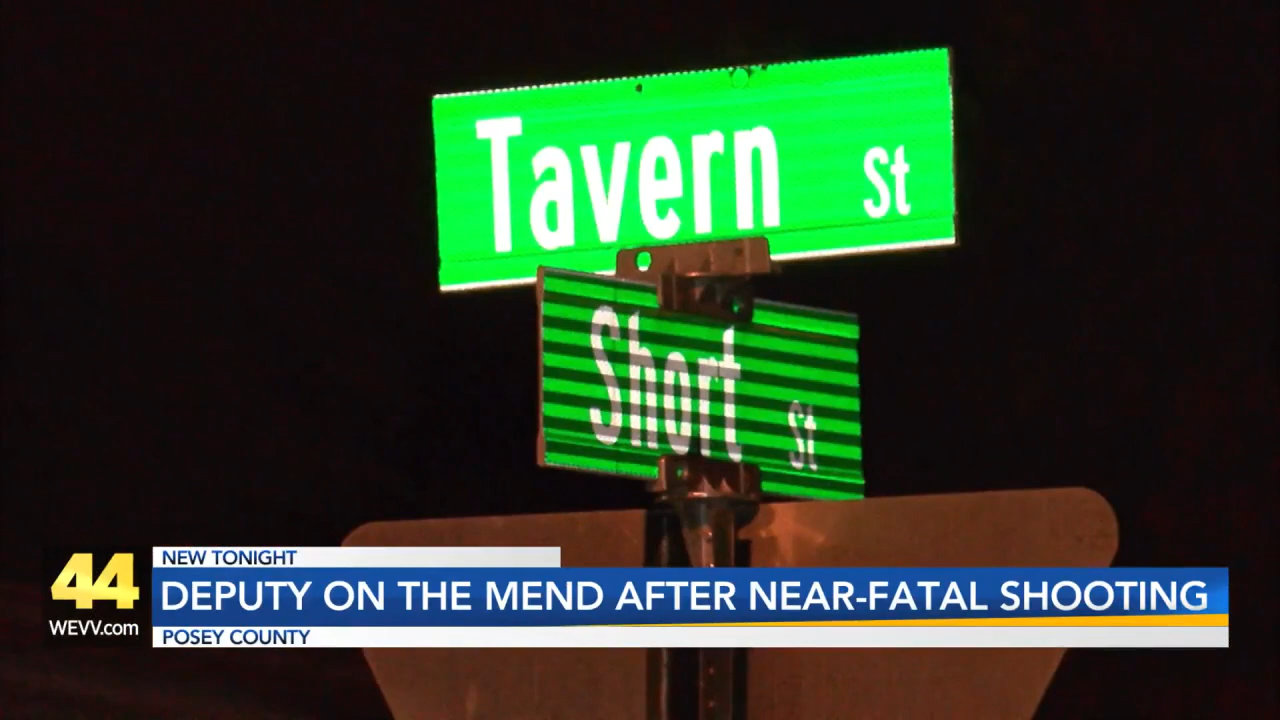 Tavern St
Short St
NEW TONIGHT
44
DEPUTY ON THE MEND AFTER NEAR-FATAL SHOOTING
WEVV.com
POSEY COUNTY